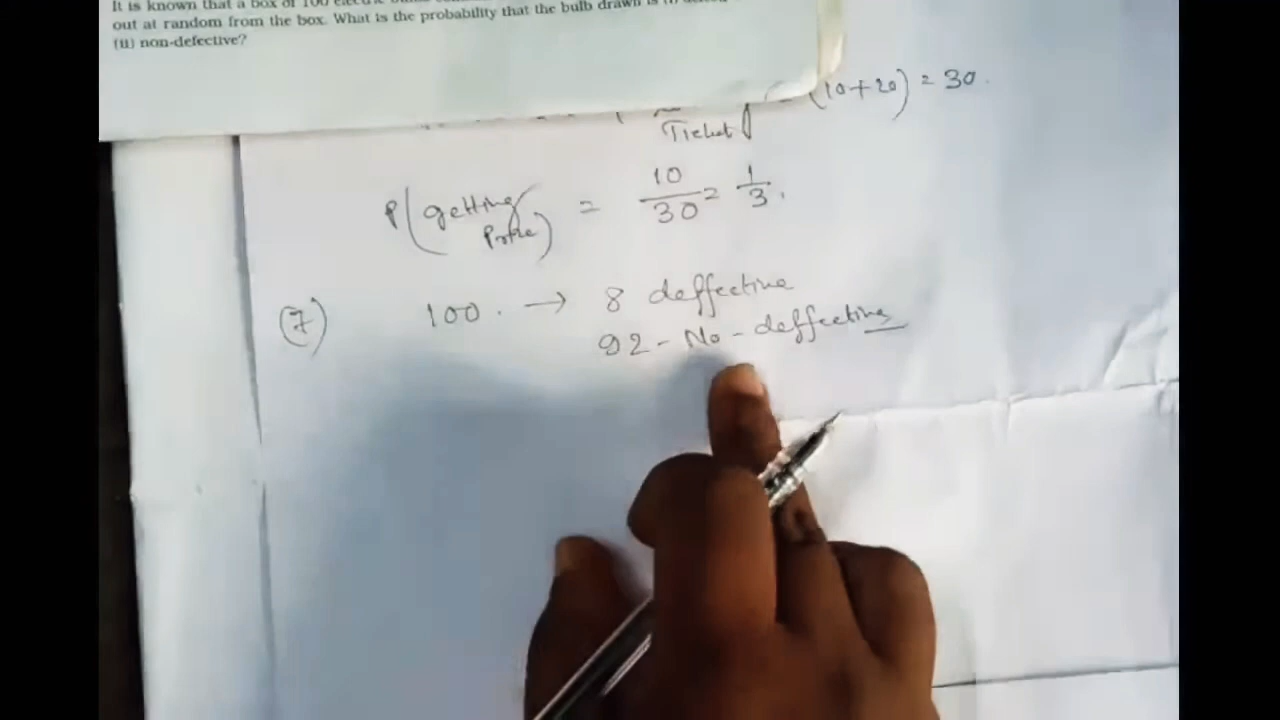 It is known that a box of 100 electric bulbs
out at random from the box. What is the probability that the bulb drawn is (i)
(ii) non-defective?
(10+20) = 30.
Ticket
P(getting = 10/30 = 1/3.
Prize)
(7) 100. → 8 deffective
92 - No - deffective